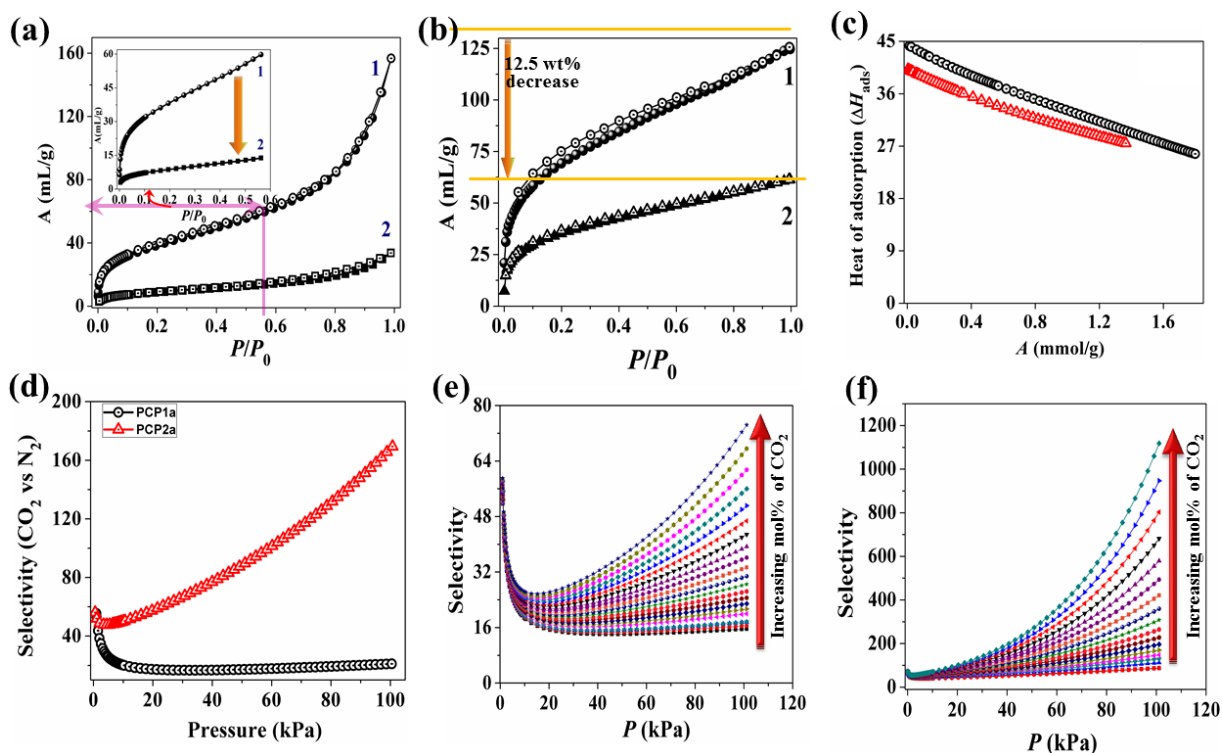 (a)
160
120
80
40
0
A (mL/g)
0.0 0.2 0.4 0.6 0.8 1.0
P/P0
1
2
60
45
30
15
0
A(mL/g)
0.0 0.1 0.2 0.3 0.4 0.5 0.6
P/P0
1
2
(b)
150
125
100
75
50
25
0
A (mL/g)
12.5 wt%
decrease
1
2
0.0 0.2 0.4 0.6 0.8 1.0
P/P0
(c)
45
36
27
18
9
0
Heat of adsorption (ΔHads)
0.0 0.4 0.8 1.2 1.6
A (mmol/g)
(d)
200
160
120
80
40
Selectivity (CO2 vs N2)
PCP1a
PCP2a
0 20 40 60 80 100
Pressure (kPa)
(e)
80
64
48
32
16
0
Selectivity
Increasing mol% of CO2
0 20 40 60 80 100 120
P (kPa)
(f)
1200
1100
1000
900
800
700
600
500
400
300
200
100
0
Selectivity
Increasing mol% of CO2
0 20 40 60 80 100 120
P (kPa)